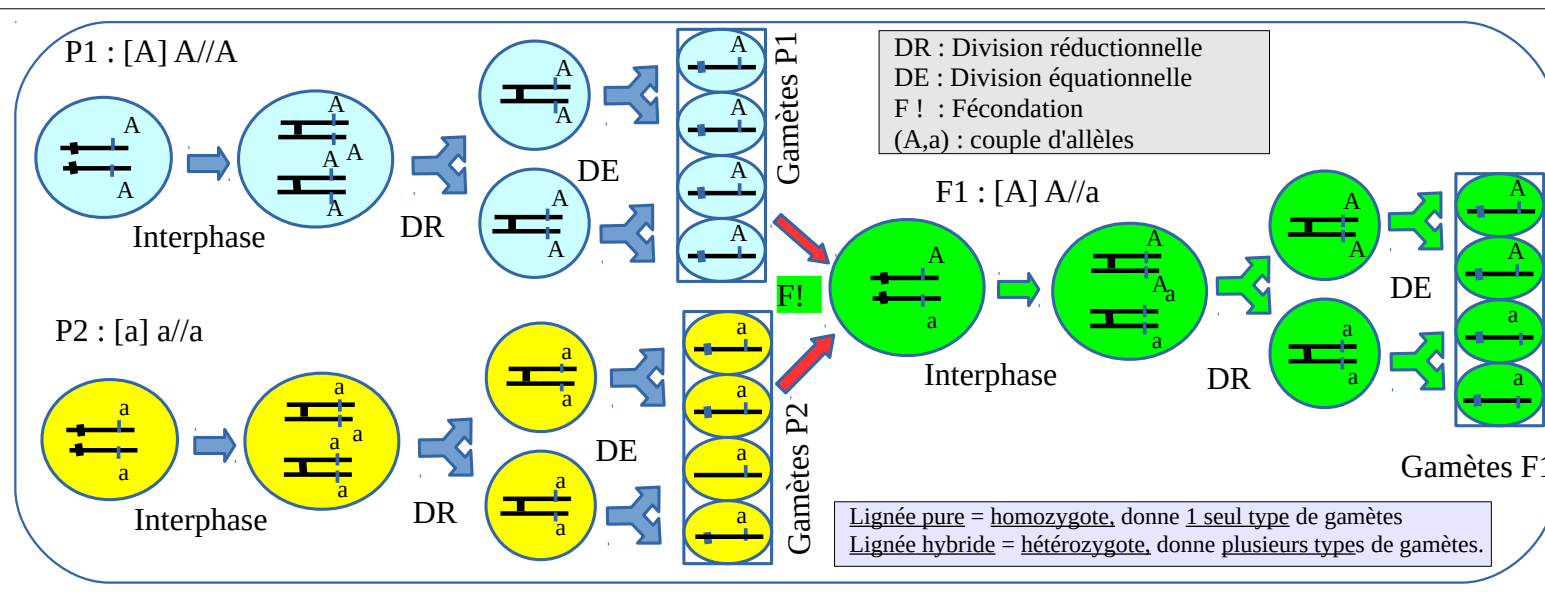 P1 : [A] A//A
A
A
Interphase
A
A
A
A
DR
A
A
A
A
DE
A
A
A
A
Gamètes P1
DR : Division réductionnelle
DE : Division équationnelle
F ! : Fécondation
(A,a) : couple d'allèles
P2 : [a] a//a
a
a
Interphase
a
a
a
a
DR
a
a
a
a
DE
a
a
a
a
Gamètes P2
F!
F1 : [A] A//a
A
a
Interphase
A
A
a
a
DR
A
A
a
a
DE
A
A
a
a
Gamètes F1
Lignée pure = homozygote, donne 1 seul type de gamètes
Lignée hybride = hétérozygote, donne plusieurs types de gamètes.